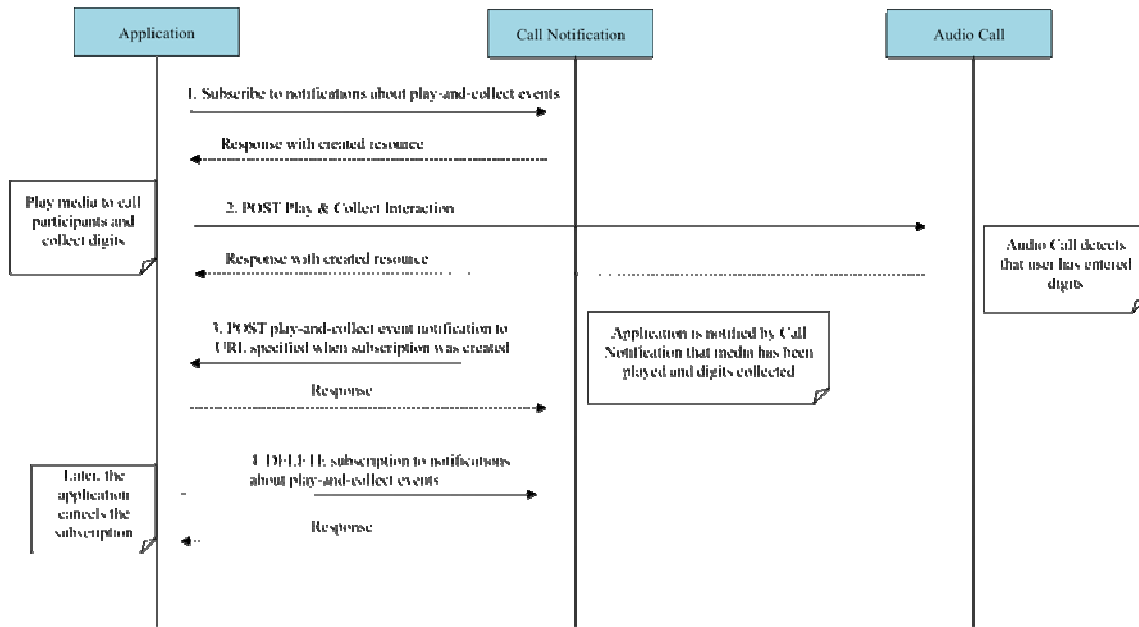 Application
Call Notification
Audio Call
1. Subscribe to notifications about play-and-collect events
Response with created resource
Play media to call
participants and
collect digits
2. POST Play & Collect Interaction
Response with created resource
Audio Call detects
that user has entered
digits
3. POST play-and-collect event notification to
URL specified when subscription was created
Application is notified by Call
Notification that media has been
played and digits collected
Response
4. DELETE subscription to notifications
about play-and-collect events
Later, the
application
cancels the
subscription
Response